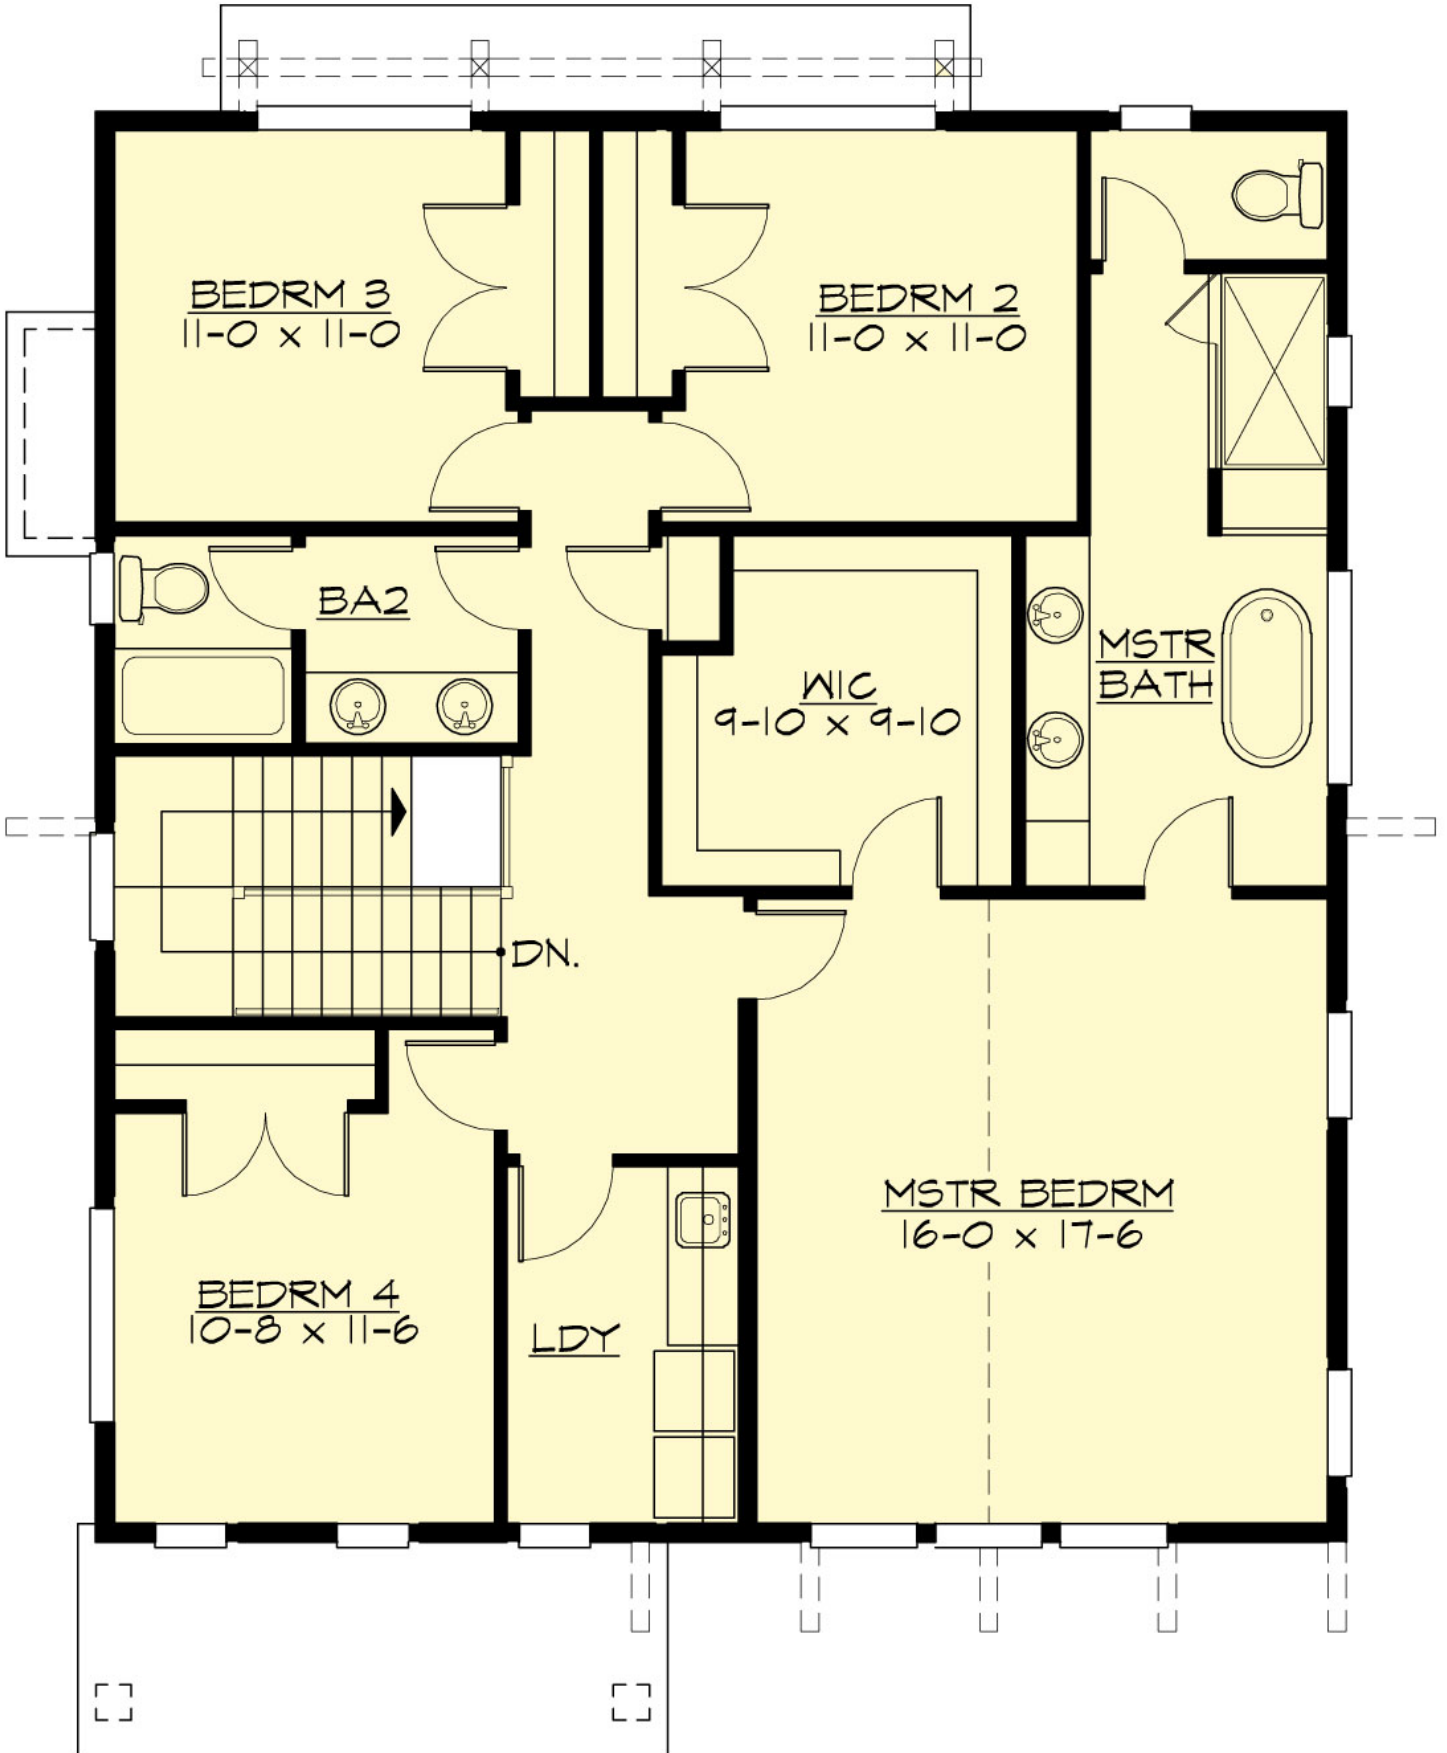 BEDRM 3
11-0 x 11-0
BEDRM 2
11-0 x 11-0
BA2
MSTR
BATH
WIC
9-10 x 9-10
DN.
MSTR BEDRM
16-0 x 17-6
BEDRM 4
10-8 x 11-6
LDY